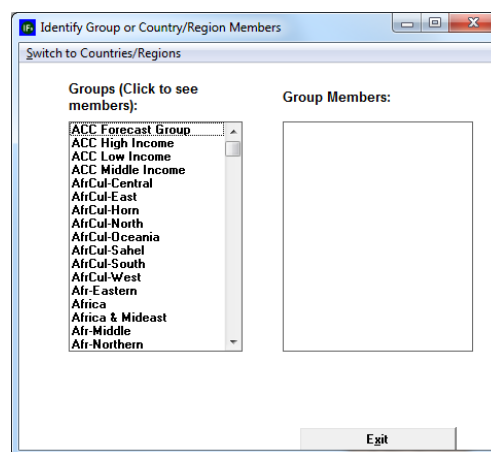 IFs Identify Group or Country/Region Members
Switch to Countries/Regions
Groups (Click to see
members):
ACC Forecast Group
ACC High Income
ACC Low Income
ACC Middle Income
AfrCul-Central
AfrCul-East
AfrCul-Horn
AfrCul-North
AfrCul-Oceania
AfrCul-Sahel
AfrCul-South
AfrCul-West
Afr-Eastern
Africa
Africa & Mideast
Afr-Middle
Afr-Northern
Group Members:
Exit